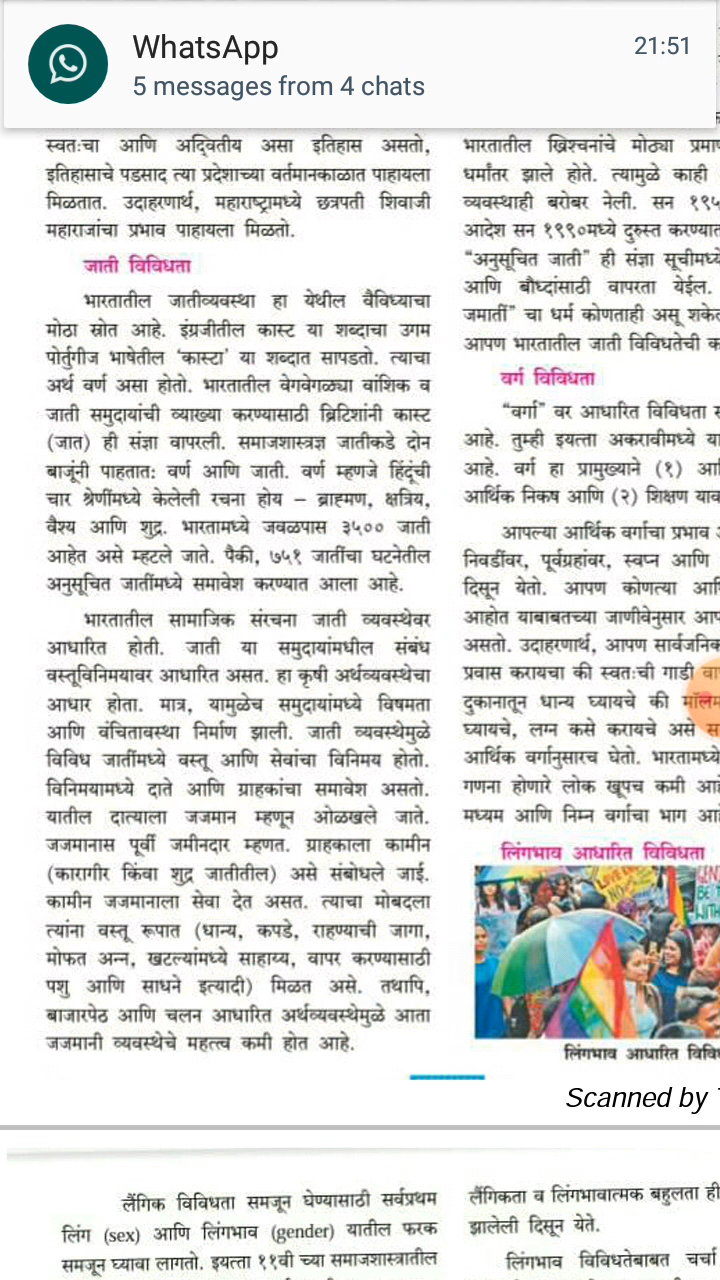 WhatsApp
21:51
5 messages from 4 chats
स्वतःचा आणि अद्वितीय असा इतिहास असतो,
इतिहासाचे पडसाद त्या प्रदेशाच्या वर्तमानकाळात पाहायला
मिळतात. उदाहरणार्थ, महाराष्ट्रामध्ये छत्रपती शिवाजी
महाराजांचा प्रभाव पाहायला मिळतो.
जाती विविधता
भारतातील जातीव्यवस्था हा येथील वैविध्याचा
मोठा स्रोत आहे. इंग्रजीतील कास्ट या शब्दाचा उगम
पोर्तुगीज भाषेतील ‘कास्टा’ या शब्दात सापडतो. त्याचा
अर्थ वर्ण असा होतो. भारतातील वेगवेगळ्या वांशिक व
जाती समुदायांची व्याख्या करण्यासाठी ब्रिटिशांनी कास्ट
(जात) ही संज्ञा वापरली. समाजशास्त्रज्ञ जातीकडे दोन
बाजूंनी पाहतातः वर्ण आणि जाती. वर्ण म्हणजे हिंदूंची
चार श्रेणींमध्ये केलेली रचना होय – ब्राह्मण, क्षत्रिय,
वैश्य आणि शुद्र. भारतामध्ये जवळपास ३५०० जाती
आहेत असे म्हटले जाते. पैकी, ७५१ जातींचा घटनेतील
अनुसूचित जातींमध्ये समावेश करण्यात आला आहे.
भारतातील सामाजिक संरचना जाती व्यवस्थेवर
आधारित होती. जाती या समुदायांमधील संबंध
वस्तूविनिमयावर आधारित असत. हा कृषी अर्थव्यवस्थेचा
आधार होता. मात्र, यामुळेच समुदायांमध्ये विषमता
आणि वंचितावस्था निर्माण झाली. जाती व्यवस्थेमुळे
विविध जातींमध्ये वस्तू आणि सेवांचा विनिमय होतो.
विनिमयामध्ये दाते आणि ग्राहकांचा समावेश असतो.
यातील दात्याला जजमान म्हणून ओळखले जाते.
जजमानास पूर्वी जमीनदार म्हणत. ग्राहकाला कामीन
(कारागीर किंवा शुद्र जातीतील) असे संबोधले जाई.
कामीन जजमानाला सेवा देत असत. त्याचा मोबदला
त्यांना वस्तू रूपात (धान्य, कपडे, राहण्याची जागा,
मोफत अन्न, खटल्यांमध्ये साहाय्य, वापर करण्यासाठी
पशु आणि साधने इत्यादी) मिळत असे. तथापि,
बाजारपेठ आणि चलन आधारित अर्थव्यवस्थेमुळे आता
जजमानी व्यवस्थेचे महत्त्व कमी होत आहे.
भारतातील ख्रिश्चनांचे मोठ्या
धर्मांतर झाले होते. त्यामुळे काही
व्यवस्थाही बरोबर नेली. सन
आदेश सन १९९०मध्ये दुरुस्त
“अनुसूचित जाती” ही संज्ञा
आणि बौध्दांसाठी वापरता येईल.
जमातीं” चा धर्म कोणताही असू
आपण भारतातील जाती विविधतेची
वर्ग विविधता
“वर्गा” वर आधारित विविधता
आहे. तुम्ही इयत्ता अकरावीमध्ये
आहे. वर्ग हा प्रामुख्याने (१)
आर्थिक निकष आणि (२) शिक्षण
आपल्या आर्थिक वर्गाचा प्रभाव
निवडींवर, पूर्वग्रहांवर, स्वप्न आणि
दिसून येतो. आपण कोणत्या
आहोत याबाबतच्या जाणीवेनुसार
असतो. उदाहरणार्थ, आपण
प्रवास करायचा की स्वतःची गाडी
दुकानातून धान्य घ्यायचे की
घ्यायचे, लग्न कसे करायचे असे
आर्थिक वर्गानुसारच घेतो. भारतामध्ये
गणना होणारे लोक खूपच कमी
मध्यम आणि निम्न वर्गाचा भाग
लिंगभाव आधारित विविधता
लिंगभाव आधारित
Scanned by
लैंगिक विविधता समजून घेण्यासाठी सर्वप्रथम
लिंग (sex) आणि लिंगभाव (gender) यातील फरक
समजून घ्यावा लागतो. इयत्ता ११वी च्या समाजशास्त्रातील
लैंगिकता व लिंगभावात्मक बहुलता ही
झालेली दिसून येते.
लिंगभाव विविधतेबाबत चर्चा